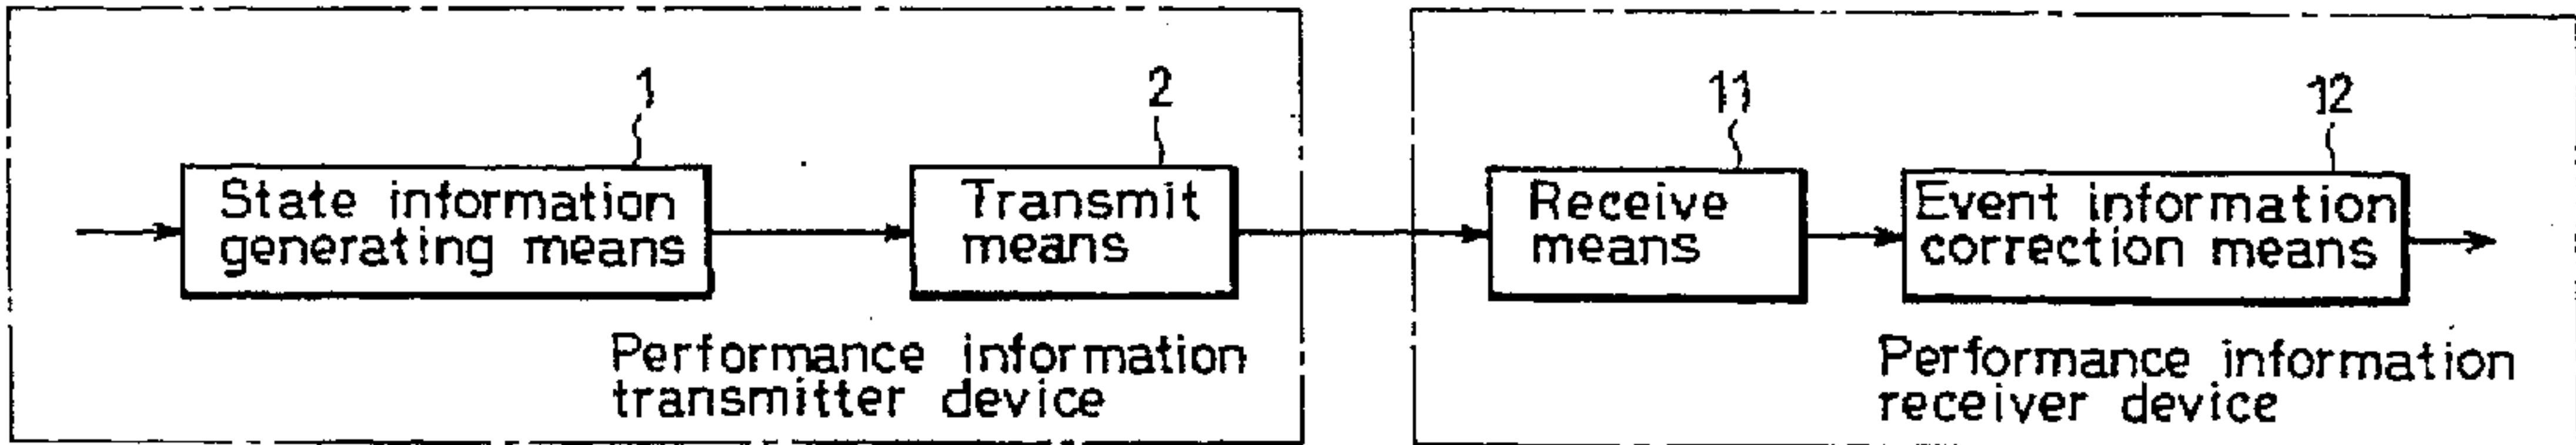 1
2
11
12
State information
generating means
Transmit
means
Receive
means
Event information
correction means
Performance information
transmitter device
Performance information
receiver device